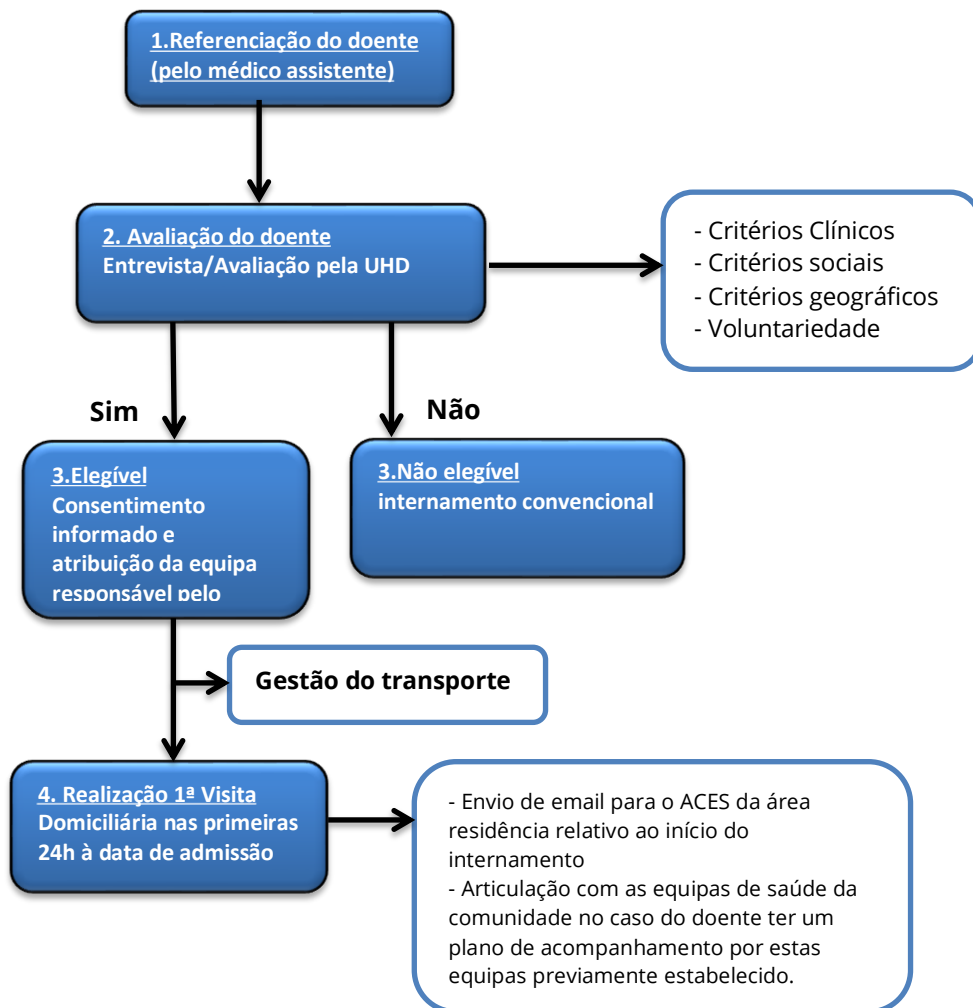 1.Referenciação do doente
(pelo médico assistente)
2. Avaliação do doente
Entrevista/Avaliação pela UHD
- Critérios Clínicos
- Critérios sociais
- Critérios geográficos
- Voluntariedade
Sim
Não
3.Elegível
Consentimento
informado e
atribuição da equipa
responsável pelo
3.Não elegível
internamento convencional
Gestão do transporte
4. Realização 1ª Visita
Domiciliária nas primeiras
24h à data de admissão
- Envio de email para o ACES da área
residência relativo ao início do
internamento
- Articulação com as equipas de saúde da
comunidade no caso do doente ter um
plano de acompanhamento por estas
equipas previamente estabelecido.